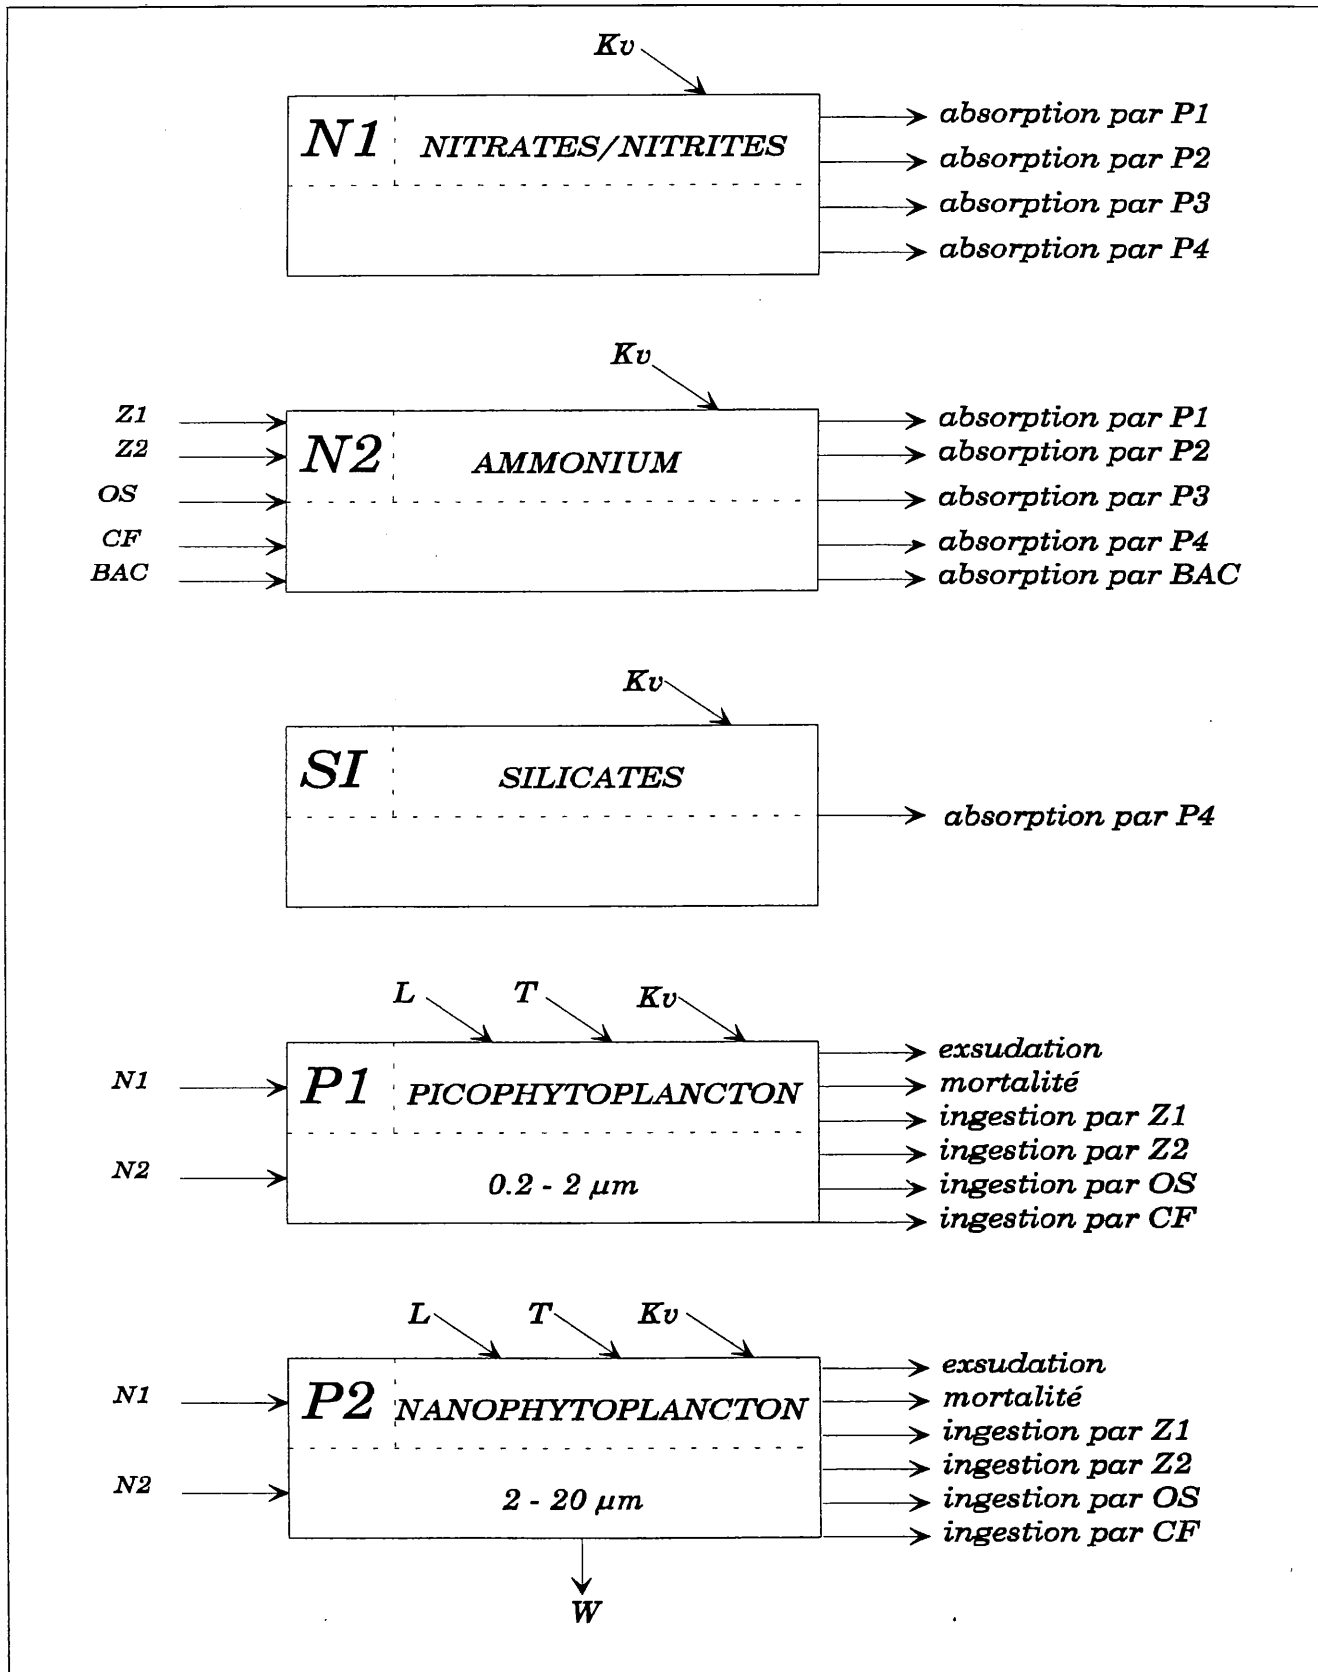 Kv
N1 NITRATES/NITRITES
absorption par P1
absorption par P2
absorption par P3
absorption par P4
Kv
Z1
Z2
OS
CF
BAC
N2 AMMONIUM
absorption par P1
absorption par P2
absorption par P3
absorption par P4
absorption par BAC
Kv
SI SILICATES
absorption par P4
L T Kv
N1
N2
P1 PICOPHYTOPLANCTON
0.2 - 2 µm
exsudation
mortalité
ingestion par Z1
ingestion par Z2
ingestion par OS
ingestion par CF
L T Kv
N1
N2
P2 NANOPHYTOPLANCTON
2 - 20 µm
exsudation
mortalité
ingestion par Z1
ingestion par Z2
ingestion par OS
ingestion par CF
W